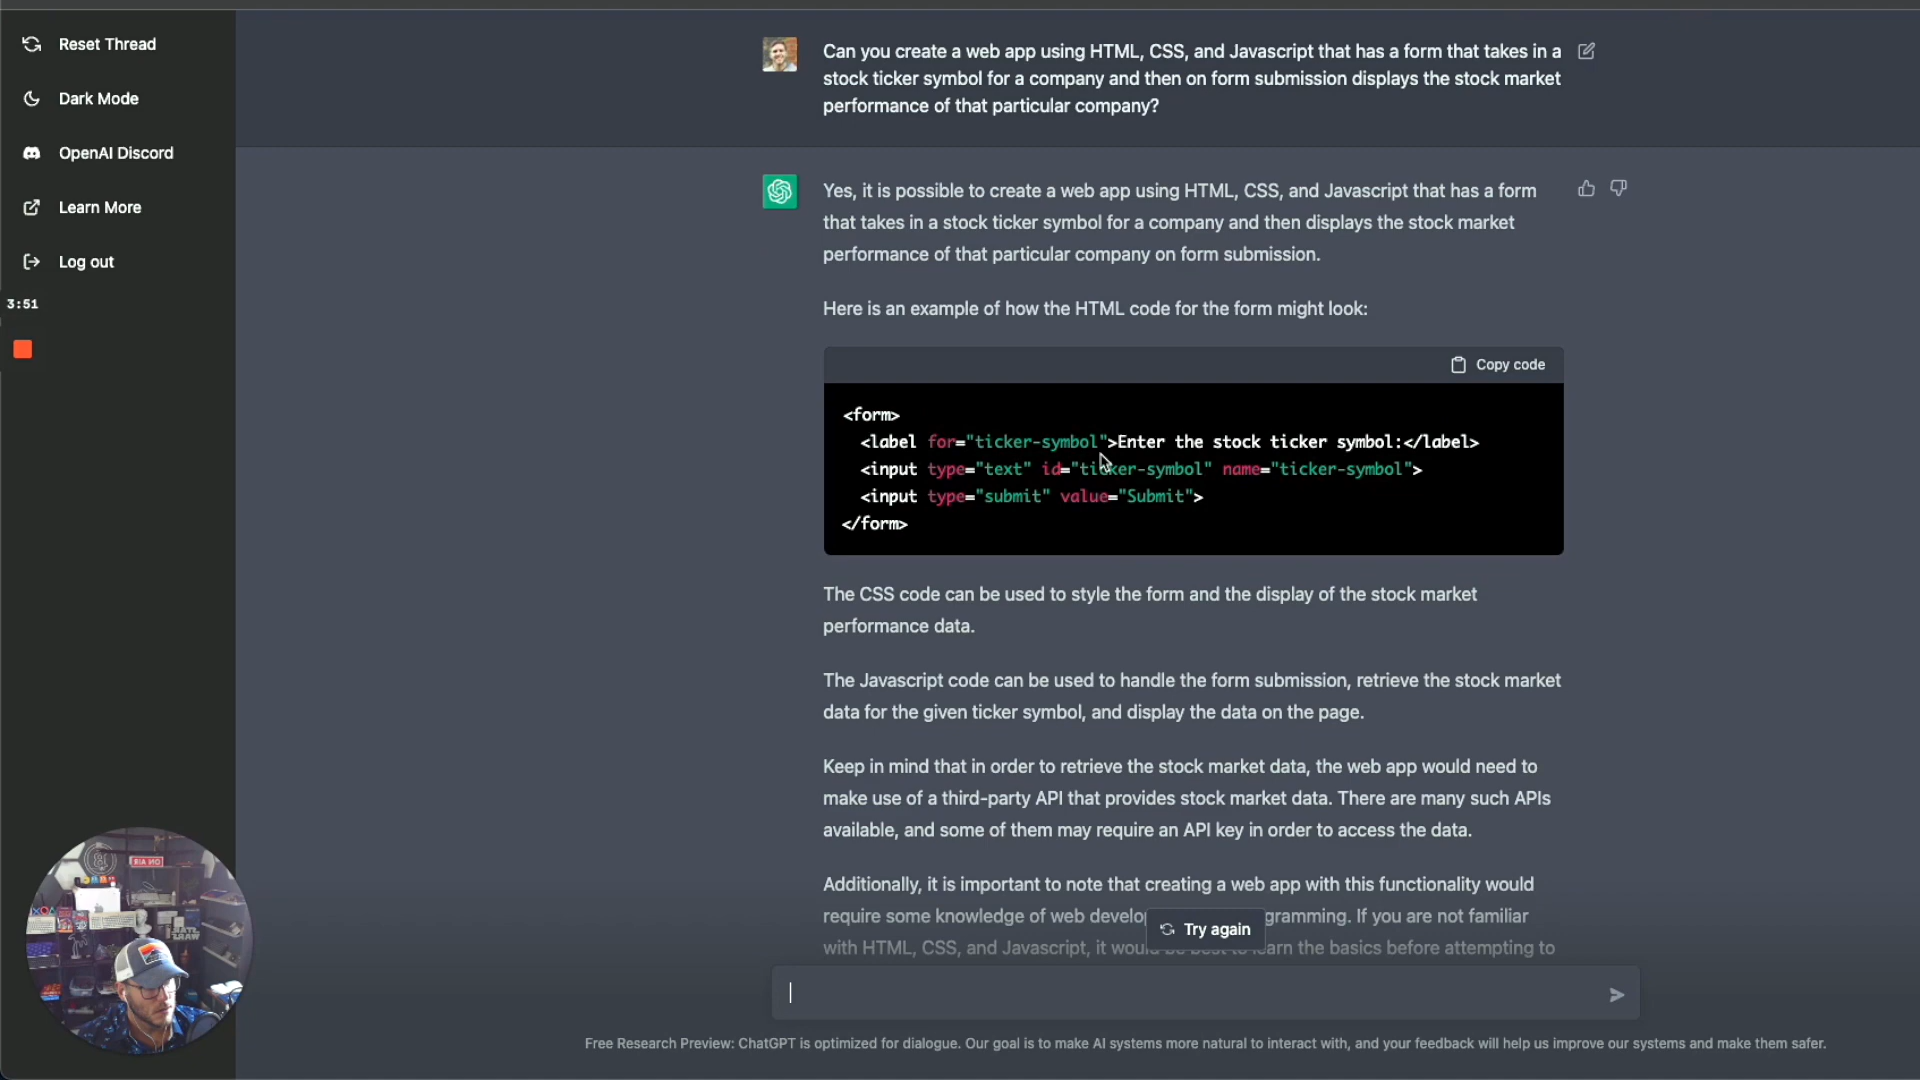 Reset Thread
Dark Mode
OpenAI Discord
Learn More
Log out
3:51
Can you create a web app using HTML, CSS, and Javascript that has a form that takes in a
stock ticker symbol for a company and then on form submission displays the stock market
performance of that particular company?
Yes, it is possible to create a web app using HTML, CSS, and Javascript that has a form
that takes in a stock ticker symbol for a company and then displays the stock market
performance of that particular company on form submission.
Here is an example of how the HTML code for the form might look:
Copy code
<form>
<label for="ticker-symbol">Enter the stock ticker symbol:</label>
<input type="text" id="ticker-symbol" name="ticker-symbol">
<input type="submit" value="Submit">
</form>
The CSS code can be used to style the form and the display of the stock market
performance data.
The Javascript code can be used to handle the form submission, retrieve the stock market
data for the given ticker symbol, and display the data on the page.
Keep in mind that in order to retrieve the stock market data, the web app would need to
make use of a third-party API that provides stock market data. There are many such APIs
available, and some of them may require an API key in order to access the data.
Additionally, it is important to note that creating a web app with this functionality would
require some knowledge of web develop gramming. If you are not familiar
with HTML, CSS, and Javascript, it would be best to learn the basics before attempting to
Try again
Free Research Preview: ChatGPT is optimized for dialogue. Our goal is to make AI systems more natural to interact with, and your feedback will help us improve our systems and make them safer.